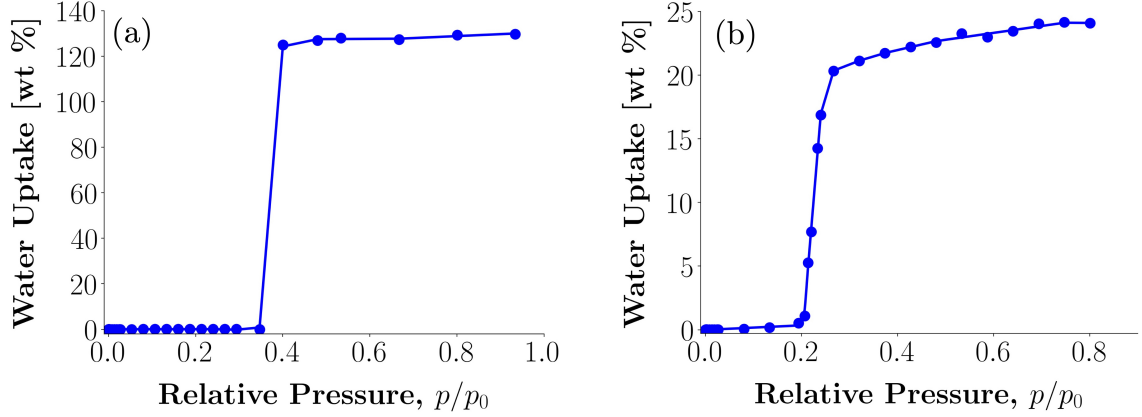 (a)
Water Uptake [wt %]
140
120
100
80
60
40
20
0
0.0 0.2 0.4 0.6 0.8 1.0
Relative Pressure, p/p₀
(b)
Water Uptake [wt %]
25
20
15
10
5
0
0.0 0.2 0.4 0.6 0.8
Relative Pressure, p/p₀